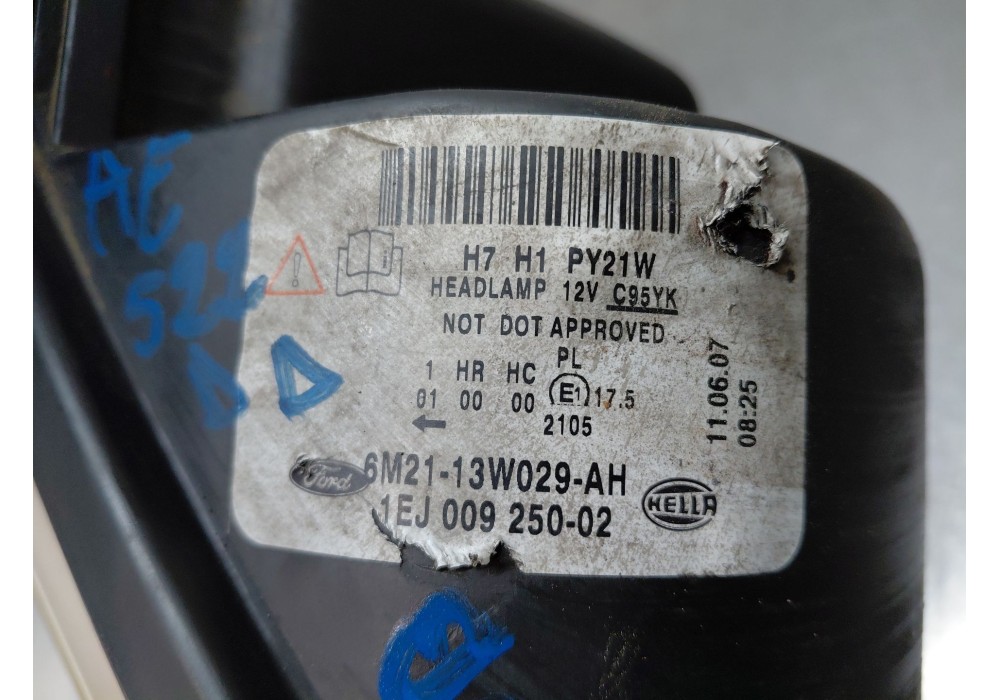 AE
522
D D
H7 H1 PY21W
HEADLAMP 12V C95YK
NOT DOT APPROVED
1 HR HC PL
01 00 00 E1 17.5
2105
11.06.07
08:25
Ford 6M21-13W029-AH
1EJ 009 250-02 HELLA